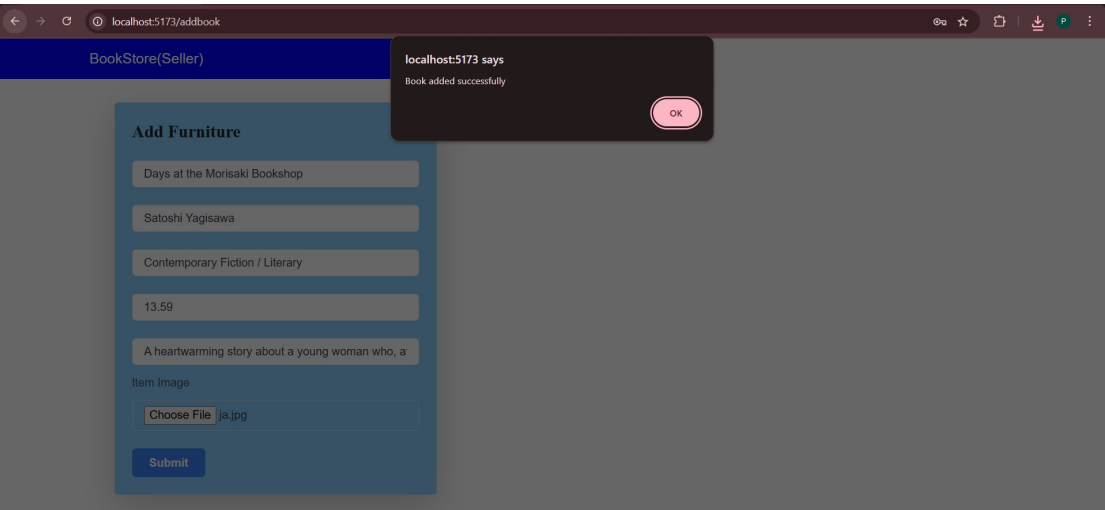 localhost:5173/addbook
P
BookStore(Seller)
localhost:5173 says
Book added successfully
OK
Add Furniture
Days at the Morisaki Bookshop
Satoshi Yagisawa
Contemporary Fiction / Literary
13.59
A heartwarming story about a young woman who, a
Item Image
Choose File ja.jpg
Submit